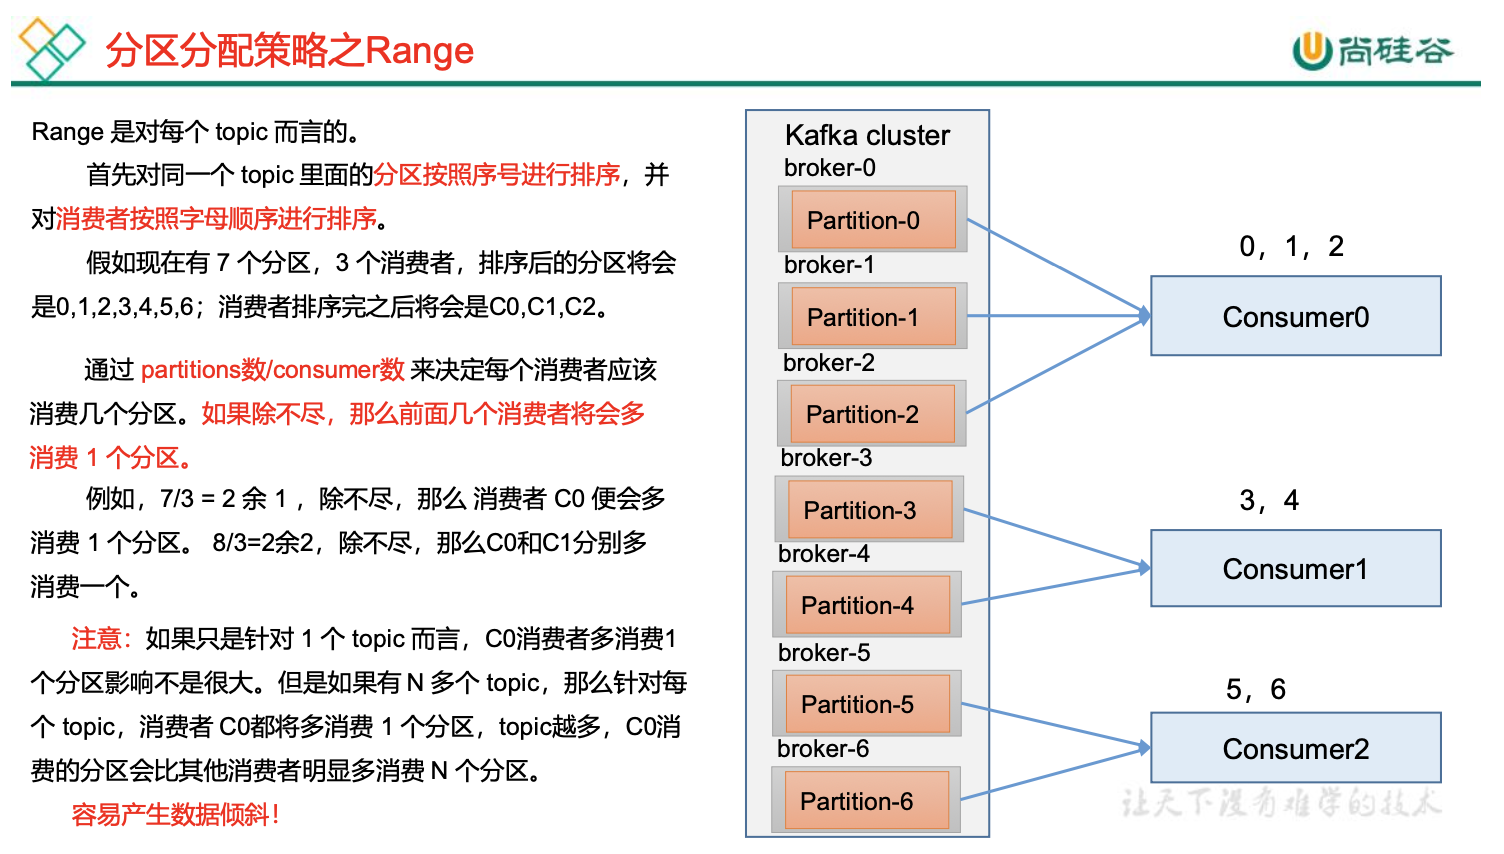 分区分配策略之Range
尚硅谷
Range 是对每个 topic 而言的。
首先对同一个 topic 里面的分区按照序号进行排序，并
对消费者按照字母顺序进行排序。
假如现在有 7 个分区，3 个消费者，排序后的分区将会
是0,1,2,3,4,5,6；消费者排序完之后将会是C0,C1,C2。
通过 partitions数/consumer数 来决定每个消费者应该
消费几个分区。如果除不尽，那么前面几个消费者将会多
消费 1 个分区。
例如，7/3 = 2 余 1 ，除不尽，那么 消费者 C0 便会多
消费 1 个分区。 8/3=2余2，除不尽，那么C0和C1分别多
消费一个。
注意：如果只是针对 1 个 topic 而言，C0消费者多消费1
个分区影响不是很大。但是如果有 N 多个 topic，那么针对每
个 topic，消费者 C0都将多消费 1 个分区，topic越多，C0消
费的分区会比其他消费者明显多消费 N 个分区。
容易产生数据倾斜！
Kafka cluster
broker-0
Partition-0
broker-1
Partition-1
broker-2
Partition-2
broker-3
Partition-3
broker-4
Partition-4
broker-5
Partition-5
broker-6
Partition-6
0，1，2
Consumer0
3，4
Consumer1
5，6
Consumer2
让天下没有难学的技术